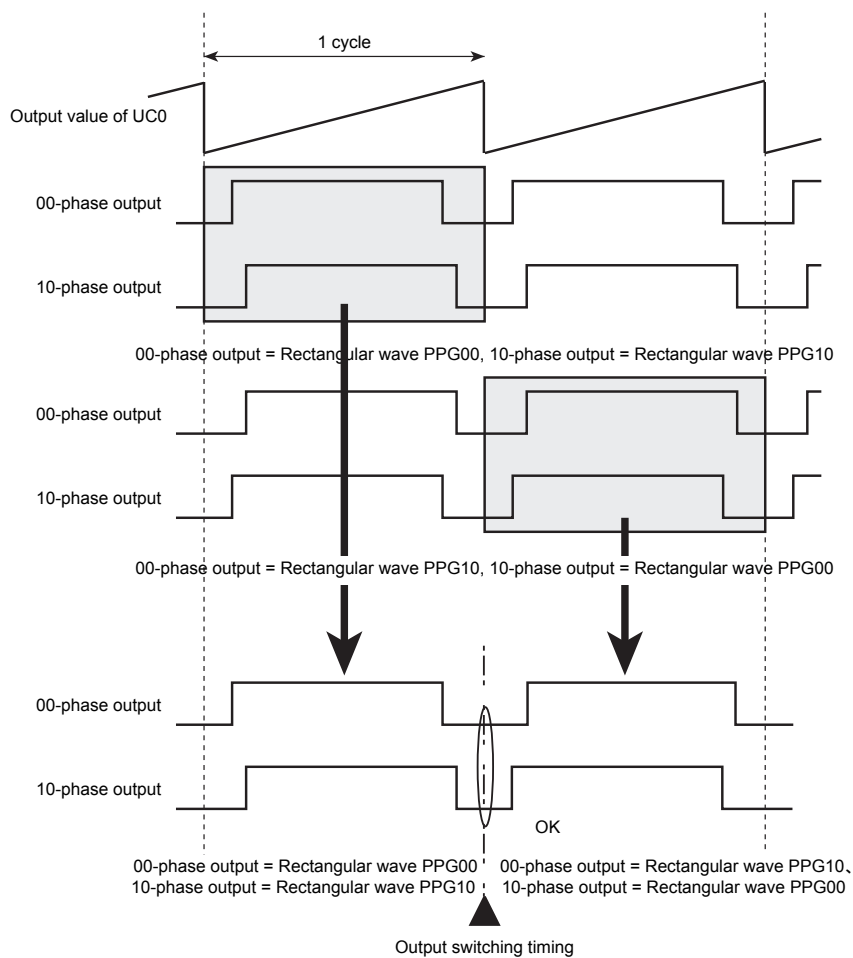 1 cycle
Output value of UC0
00-phase output
10-phase output
00-phase output = Rectangular wave PPG00, 10-phase output = Rectangular wave PPG10
00-phase output
10-phase output
00-phase output = Rectangular wave PPG10, 10-phase output = Rectangular wave PPG00
00-phase output
10-phase output
OK
00-phase output = Rectangular wave PPG00
10-phase output = Rectangular wave PPG10
00-phase output = Rectangular wave PPG10、
10-phase output = Rectangular wave PPG00
Output switching timing